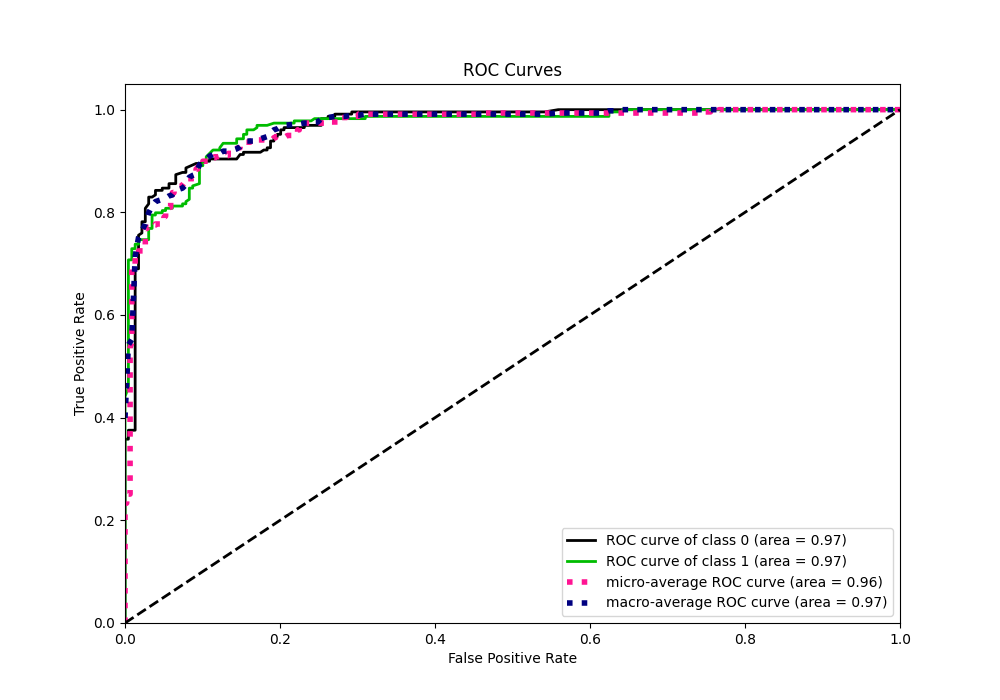 ROC Curves
True Positive Rate
1.0
0.8
0.6
0.4
0.2
0.0
0.0 0.2 0.4 0.6 0.8 1.0
False Positive Rate
ROC curve of class 0 (area = 0.97)
ROC curve of class 1 (area = 0.97)
micro-average ROC curve (area = 0.96)
macro-average ROC curve (area = 0.97)